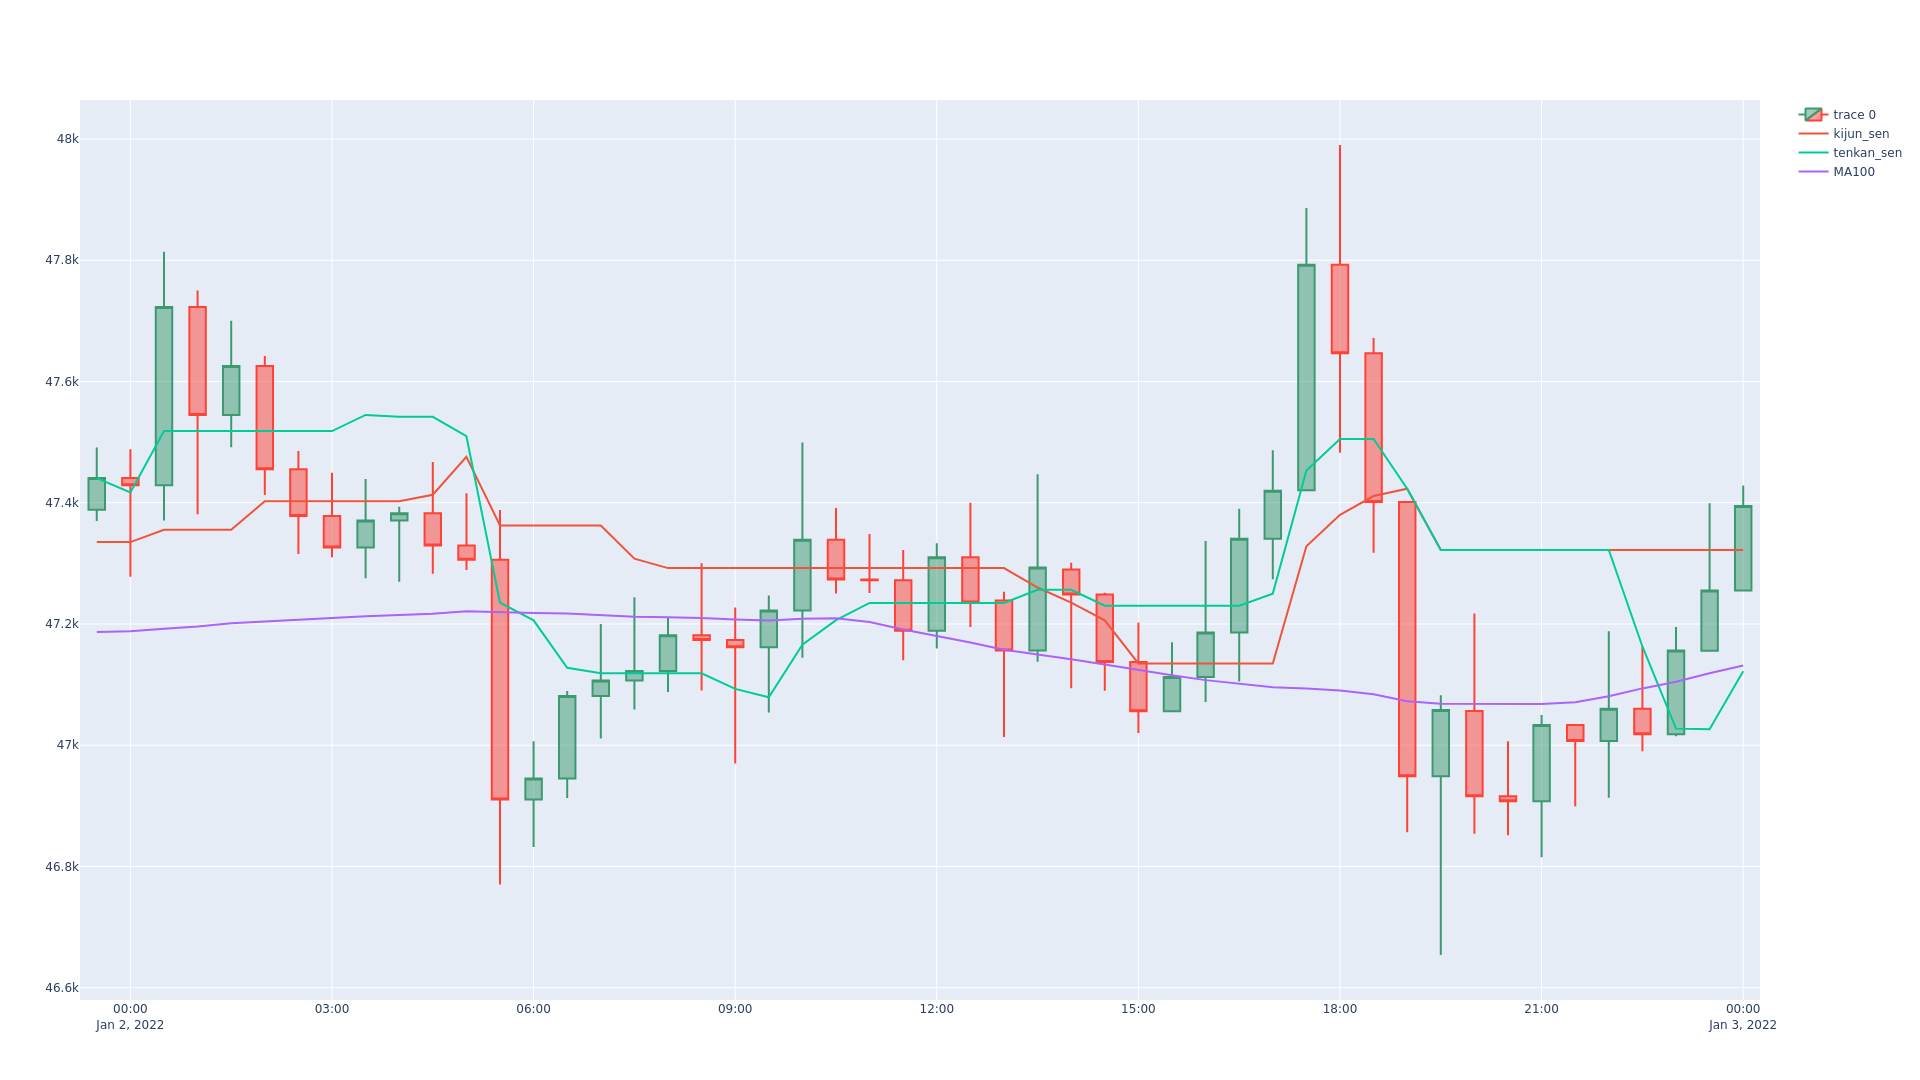 48k
47.8k
47.6k
47.4k
47.2k
47k
46.8k
46.6k
00:00 03:00 06:00 09:00 12:00 15:00 18:00 21:00 00:00
Jan 2, 2022 Jan 3, 2022
trace 0
kijun_sen
tenkan_sen
MA100